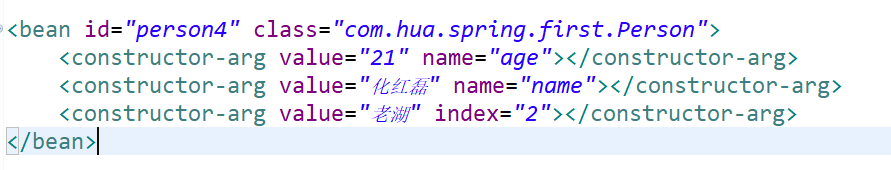 <bean id="person4" class="com.hua.spring.first.Person">
    <constructor-arg value="21" name="age"></constructor-arg>
    <constructor-arg value="化红磊" name="name"></constructor-arg>
    <constructor-arg value="老湖" index="2"></constructor-arg>
</bean>